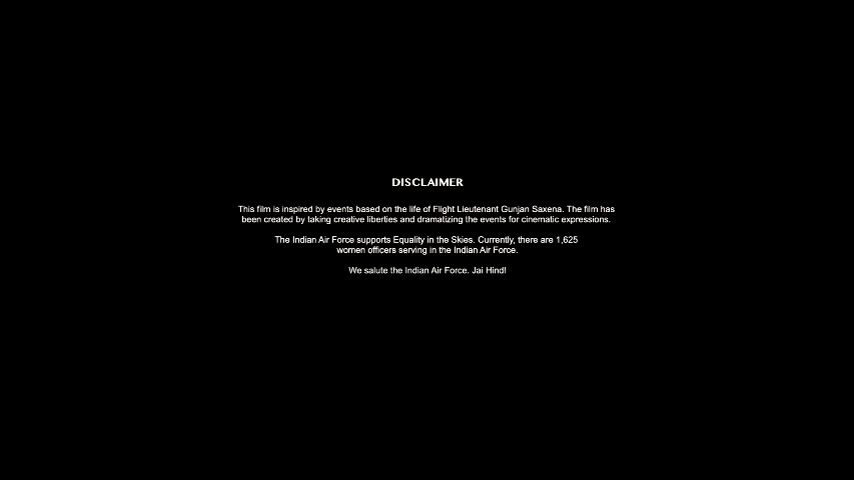 DISCLAIMER
This film is inspired by events based on the life of Flight Lieutenant Gunjan Saxena. The film has
been created by taking creative liberties and dramatizing the events for cinematic expressions.
The Indian Air Force supports Equality in the Skies. Currently, there are 1,625
women officers serving in the Indian Air Force.
We salute the Indian Air Force. Jai Hind!